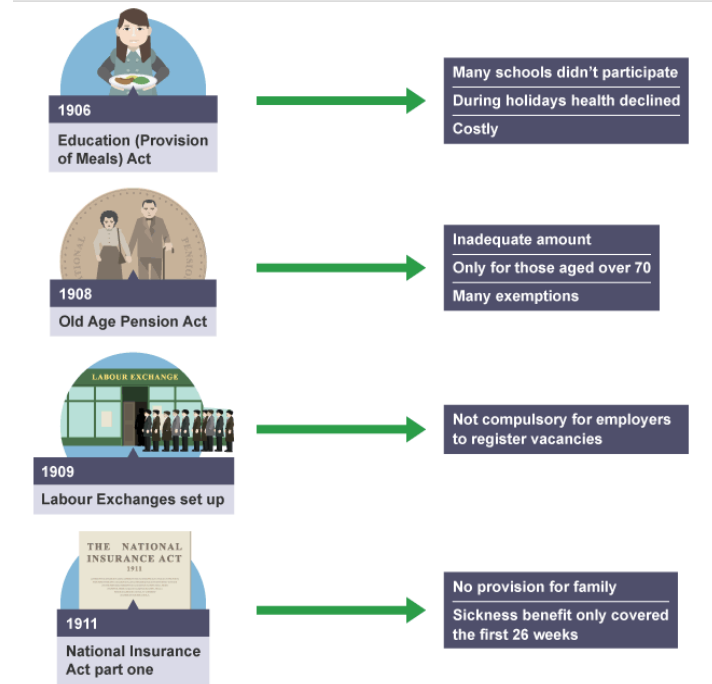 1906
Education (Provision
of Meals) Act
Many schools didn't participate
During holidays health declined
Costly
NATIONAL
PENSION
1908
Old Age Pension Act
Inadequate amount
Only for those aged over 70
Many exemptions
LABOUR EXCHANGE
1909
Labour Exchanges set up
Not compulsory for employers
to register vacancies
THE NATIONAL
INSURANCE ACT
1911
1911
National Insurance
Act part one
No provision for family
Sickness benefit only covered
the first 26 weeks